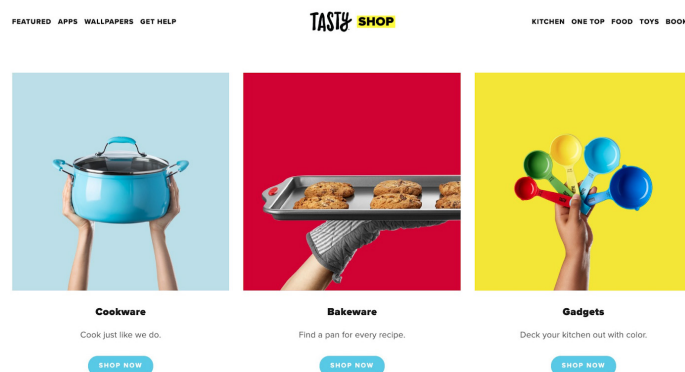 FEATURED APPS WALLPAPERS GET HELP
TASTY SHOP
KITCHEN ONE TOP FOOD TOYS
Cookware
Cook just like we do.
SHOP NOW
Bakeware
Find a pan for every recipe.
SHOP NOW
Gadgets
Deck your kitchen out with color.
SHOP NOW